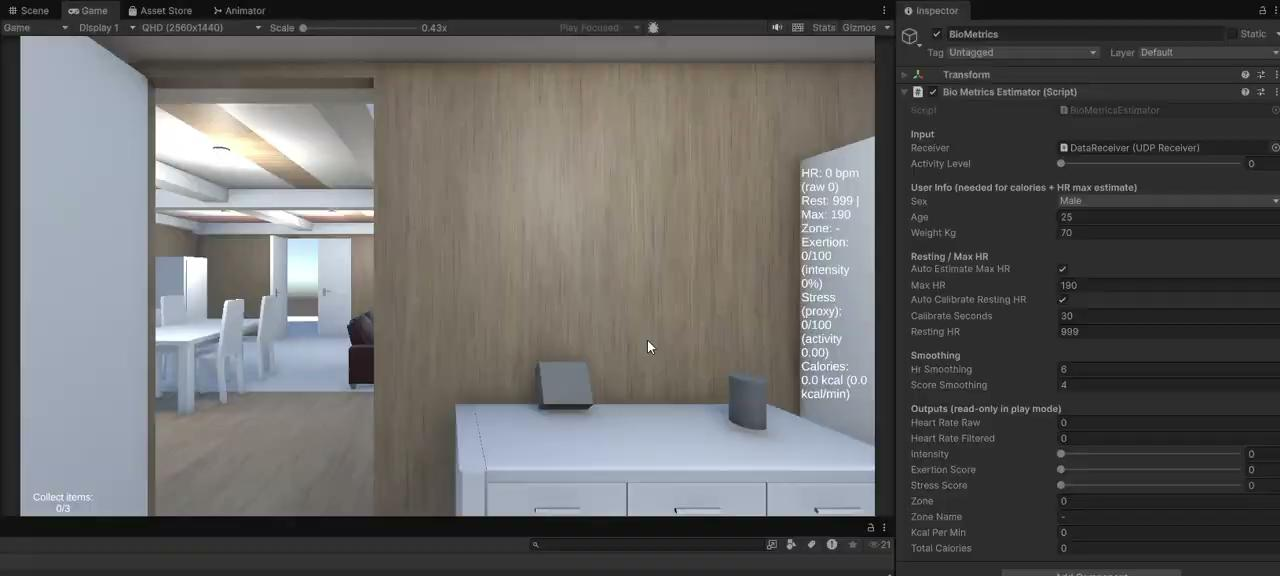 Scene Game Asset Store Animator
Game Display 1 QHD (2560x1440) Scale 0.43x Play Focused Stats Gizmos
HR: 0 bpm
(raw 0)
Rest: 999 |
Max: 190
Zone: -
Exertion:
0/100
(intensity
0%)
Stress
(proxy):
0/100
(activity
0.00)
Calories:
0.0 kcal (0.0
kcal/min)
Collect items:
0/3
21
Inspector
BioMetrics Static
Tag Untagged Layer Default
Transform
Bio Metrics Estimator (Script)
Script BioMetricsEstimator
Input
Receiver DataReceiver (UDP Receiver)
Activity Level 0
User Info (needed for calories + HR max estimate)
Sex Male
Age 25
Weight Kg 70
Resting / Max HR
Auto Estimate Max HR
Max HR 190
Auto Calibrate Resting HR
Calibrate Seconds 30
Resting HR 999
Smoothing
Hr Smoothing 6
Score Smoothing 4
Outputs (read-only in play mode)
Heart Rate Raw 0
Heart Rate Filtered 0
Intensity 0
Exertion Score 0
Stress Score 0
Zone 0
Zone Name -
Kcal Per Min 0
Total Calories 0
Add Component